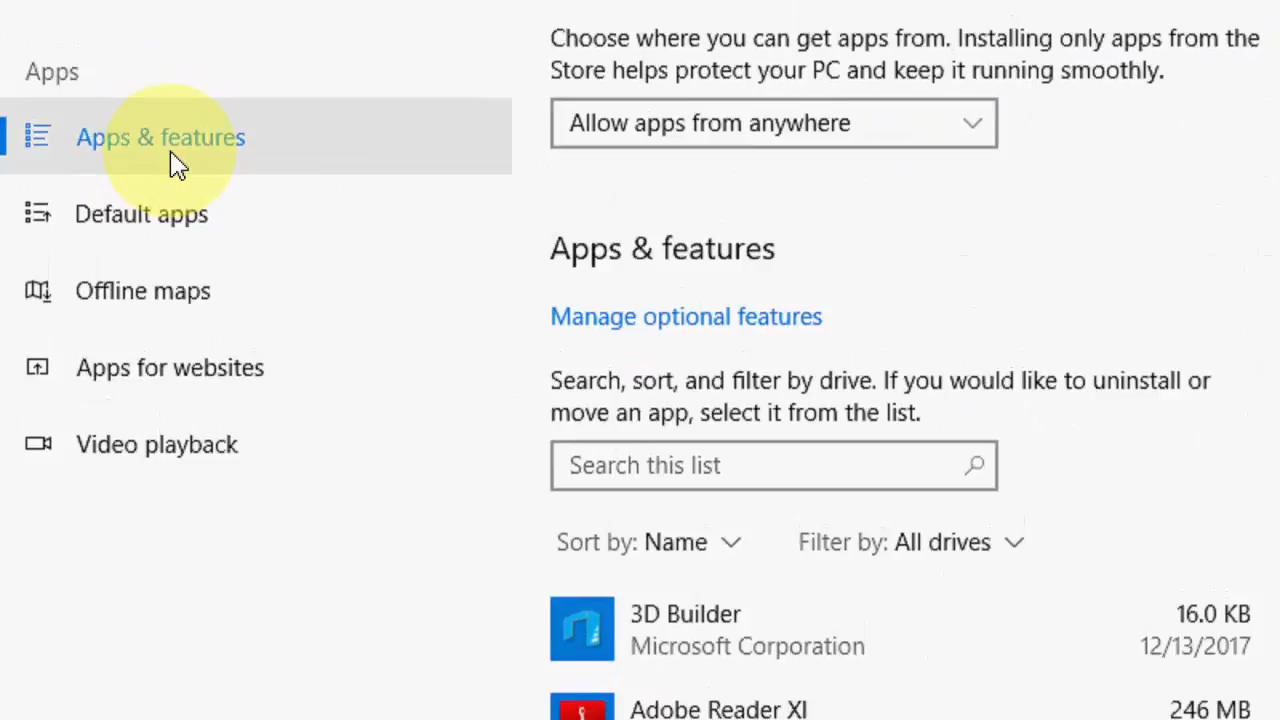 Apps
Apps & features
Default apps
Offline maps
Apps for websites
Video playback
Choose where you can get apps from. Installing only apps from the
Store helps protect your PC and keep it running smoothly.
Allow apps from anywhere
Apps & features
Manage optional features
Search, sort, and filter by drive. If you would like to uninstall or
move an app, select it from the list.
Search this list
Sort by: Name Filter by: All drives
3D Builder 16.0 KB
Microsoft Corporation 12/13/2017
Adobe Reader XI 246 MB